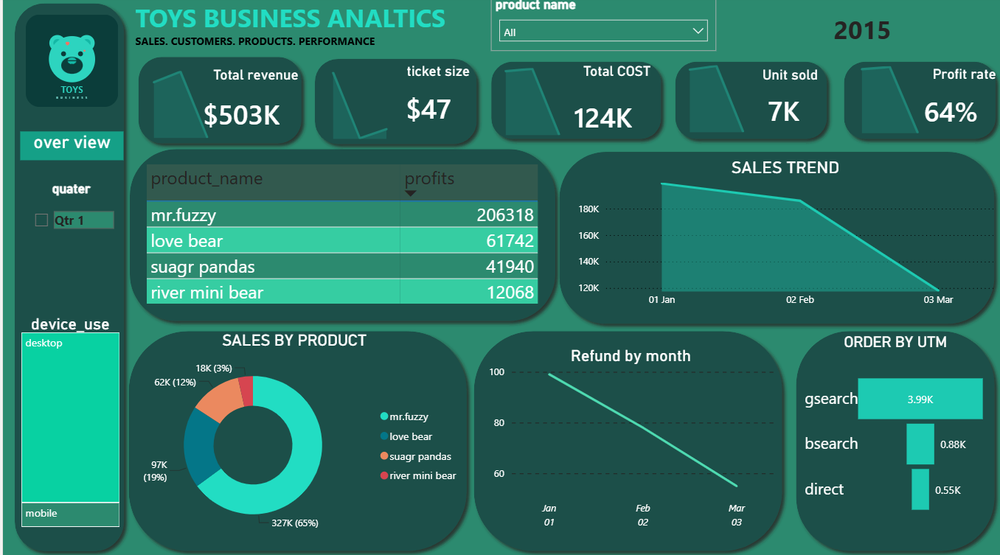 TOYS
BUSINESS
over view
quater
Qtr 1
device_use
desktop
mobile
TOYS BUSINESS ANALTICS
SALES. CUSTOMERS. PRODUCTS. PERFORMANCE
product name
All
2015
Total revenue
$503K
ticket size
$47
Total COST
124K
Unit sold
7K
Profit rate
64%
product_name profits
mr.fuzzy 206318
love bear 61742
suagr pandas 41940
river mini bear 12068
SALES TREND
180K
160K
140K
120K
01 Jan 02 Feb 03 Mar
SALES BY PRODUCT
18K (3%)
62K (12%)
97K
(19%)
327K (65%)
mr.fuzzy
love bear
suagr pandas
river mini bear
Refund by month
100
80
60
Jan Feb Mar
01 02 03
ORDER BY UTM
gsearch 3.99K
bsearch 0.88K
direct 0.55K